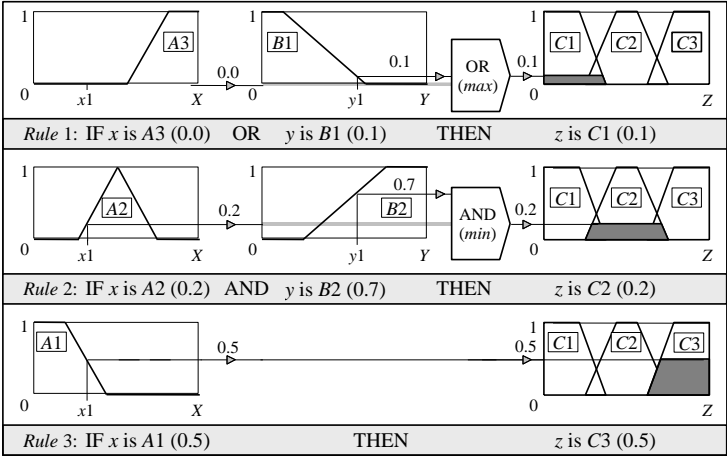 1 A3 1 B1 1 C1 C2 C3
0.0 0.1 OR (max) 0.1
0 x1 X 0 y1 Y 0 Z
Rule 1: IF x is A3 (0.0) OR y is B1 (0.1) THEN z is C1 (0.1)
1 A2 1 B2 1 C1 C2 C3
0.2 0.7 AND (min) 0.2
0 x1 X 0 y1 Y 0 Z
Rule 2: IF x is A2 (0.2) AND y is B2 (0.7) THEN z is C2 (0.2)
1 A1 1 C1 C2 C3
0.5 0.5
0 x1 X 0 Z
Rule 3: IF x is A1 (0.5) THEN z is C3 (0.5)